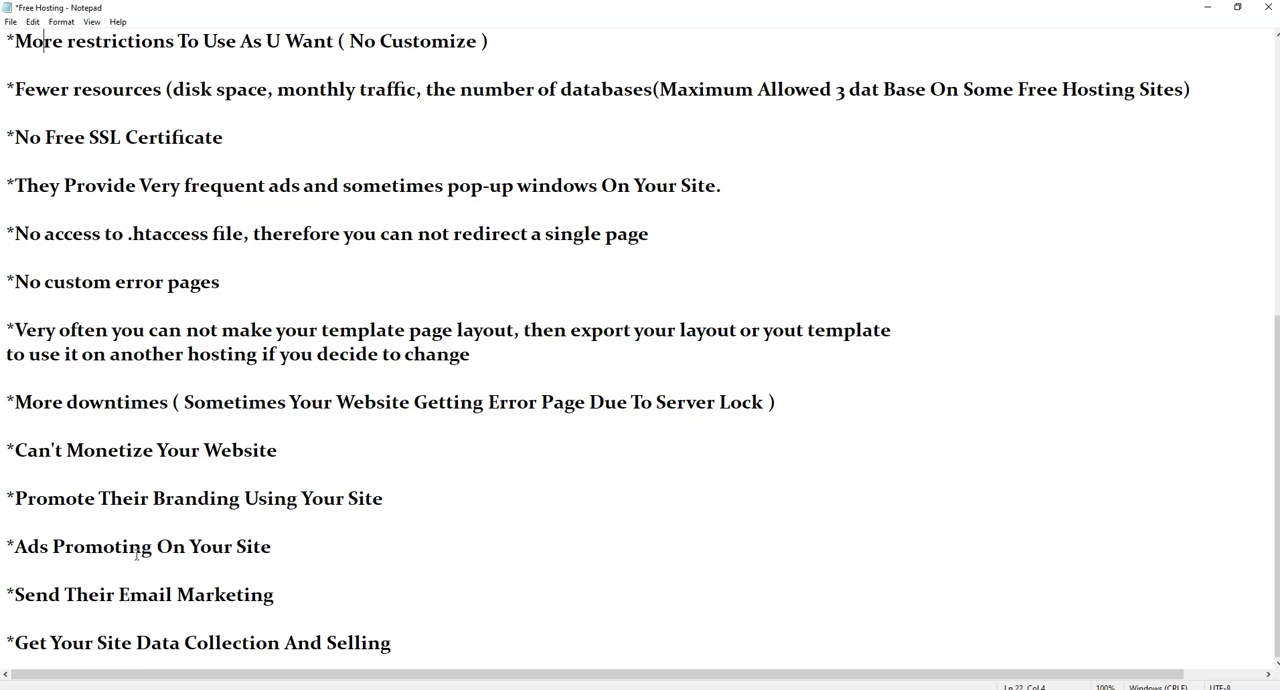 *Free Hosting - Notepad
File Edit Format View Help
*More restrictions To Use As U Want ( No Customize )
*Fewer resources (disk space, monthly traffic, the number of databases(Maximum Allowed 3 dat Base On Some Free Hosting Sites)
*No Free SSL Certificate
*They Provide Very frequent ads and sometimes pop-up windows On Your Site.
*No access to .htaccess file, therefore you can not redirect a single page
*No custom error pages
*Very often you can not make your template page layout, then export your layout or yout template
to use it on another hosting if you decide to change
*More downtimes ( Sometimes Your Website Getting Error Page Due To Server Lock )
*Can't Monetize Your Website
*Promote Their Branding Using Your Site
*Ads Promoting On Your Site
*Send Their Email Marketing
*Get Your Site Data Collection And Selling
Ln 22, Col 4 100% Windows (CRLF) UTF-8